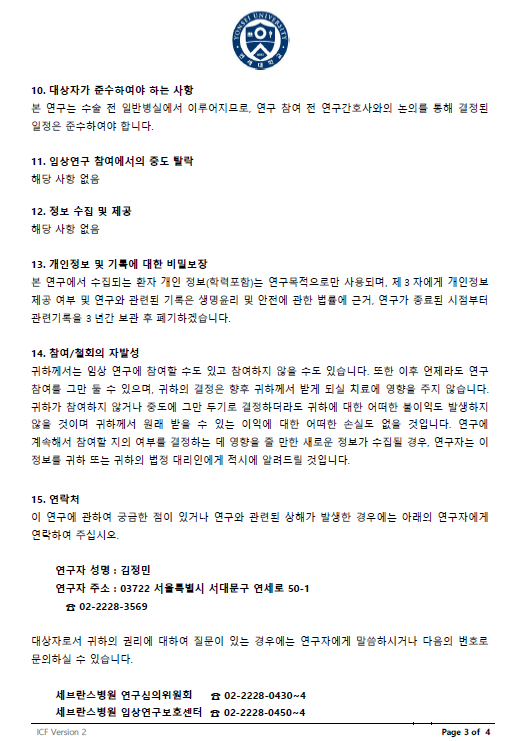 YONSEI UNIVERSITY
연세대학교
10. 대상자가 준수하여야 하는 사항
본 연구는 수술 전 일반병실에서 이루어지므로, 연구 참여 전 연구간호사와의 논의를 통해 결정된
일정은 준수하여야 합니다.
11. 임상연구 참여에서의 중도 탈락
해당 사항 없음
12. 정보 수집 및 제공
해당 사항 없음
13. 개인정보 및 기록에 대한 비밀보장
본 연구에서 수집되는 환자 개인 정보(학력포함)는 연구목적으로만 사용되며, 제 3 자에게 개인정보
제공 여부 및 연구와 관련된 기록은 생명윤리 및 안전에 관한 법률에 근거, 연구가 종료된 시점부터
관련기록을 3 년간 보관 후 폐기하겠습니다.
14. 참여/철회의 자발성
귀하께서는 임상 연구에 참여할 수도 있고 참여하지 않을 수도 있습니다. 또한 이후 언제라도 연구
참여를 그만 둘 수 있으며, 귀하의 결정은 향후 귀하께서 받게 되실 치료에 영향을 주지 않습니다.
귀하가 참여하지 않거나 중도에 그만 두기로 결정하더라도 귀하에 대한 어떠한 불이익도 발생하지
않을 것이며 귀하께서 원래 받을 수 있는 이익에 대한 어떠한 손실도 없을 것입니다. 연구에
계속해서 참여할 지의 여부를 결정하는 데 영향을 줄 만한 새로운 정보가 수집될 경우, 연구자는 이
정보를 귀하 또는 귀하의 법정 대리인에게 적시에 알려드릴 것입니다.
15. 연락처
이 연구에 관하여 궁금한 점이 있거나 연구와 관련된 상해가 발생한 경우에는 아래의 연구자에게
연락하여 주십시오.
연구자 성명 : 김정민
연구자 주소 : 03722 서울특별시 서대문구 연세로 50-1
☎ 02-2228-3569
대상자로서 귀하의 권리에 대하여 질문이 있는 경우에는 연구자에게 말씀하시거나 다음의 번호로
문의하실 수 있습니다.
세브란스병원 연구심의위원회 ☎ 02-2228-0430~4
세브란스병원 임상연구보호센터 ☎ 02-2228-0450~4
ICF Version 2 Page 3 of 4